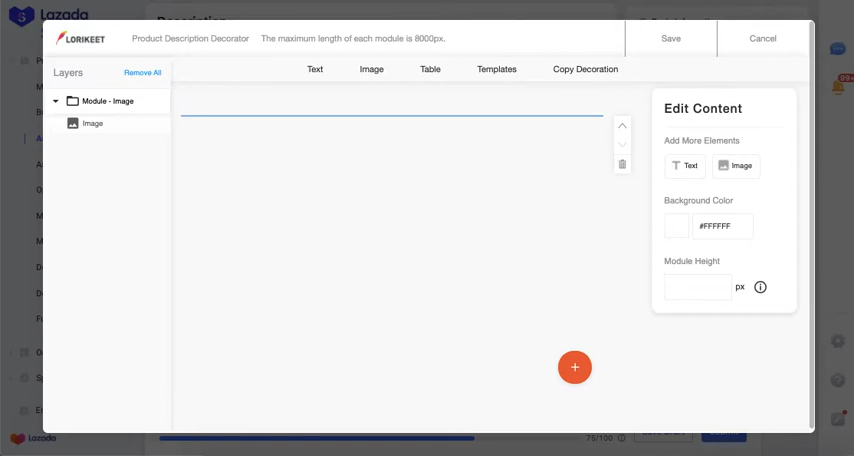 Lazada
Description
LORIKEET
Product Description Decorator
The maximum length of each module is 8000px.
Save
Cancel
Layers
Remove All
Text
Image
Table
Templates
Copy Decoration
Module - Image
Image
Edit Content
Add More Elements
Text
Image
Background Color
#FFFFFF
Module Height
px
+
99+
Lazada
75/100